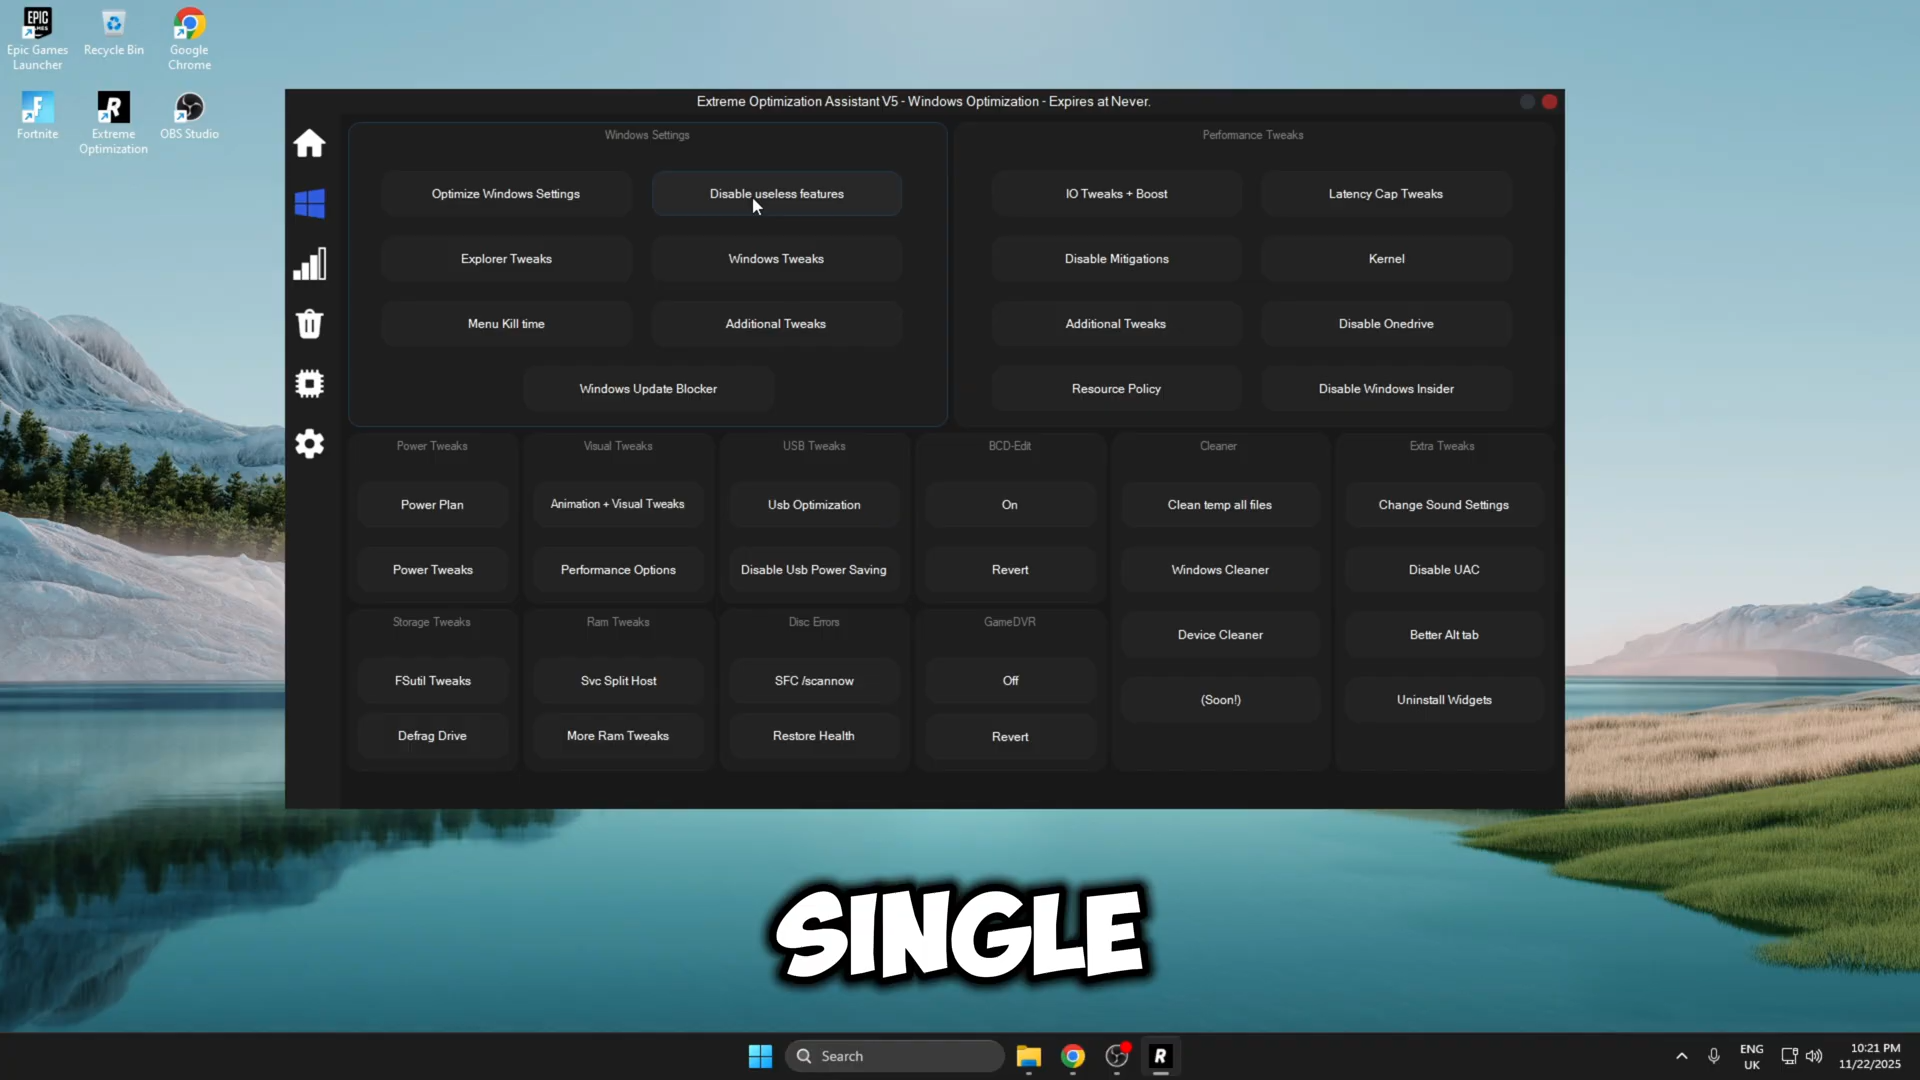 Epic Games
Launcher
Recycle Bin
Google
Chrome
Fortnite
Extreme
Optimization
OBS Studio
Extreme Optimization Assistant V5 - Windows Optimization - Expires at Never.
Windows Settings
Optimize Windows Settings
Disable useless features
Explorer Tweaks
Windows Tweaks
Menu Kill time
Additional Tweaks
Windows Update Blocker
Performance Tweaks
IO Tweaks + Boost
Latency Cap Tweaks
Disable Mitigations
Kernel
Additional Tweaks
Disable Onedrive
Resource Policy
Disable Windows Insider
Power Tweaks
Power Plan
Power Tweaks
Visual Tweaks
Animation + Visual Tweaks
Performance Options
USB Tweaks
Usb Optimization
Disable Usb Power Saving
BCD-Edit
On
Revert
Cleaner
Clean temp all files
Windows Cleaner
Device Cleaner
(Soon!)
Extra Tweaks
Change Sound Settings
Disable UAC
Better Alt tab
Uninstall Widgets
Storage Tweaks
FSutil Tweaks
Defrag Drive
Ram Tweaks
Svc Split Host
More Ram Tweaks
Disc Errors
SFC /scannow
Restore Health
GameDVR
Off
Revert
SINGLE
Search
ENG
UK
10:21 PM
11/22/2025